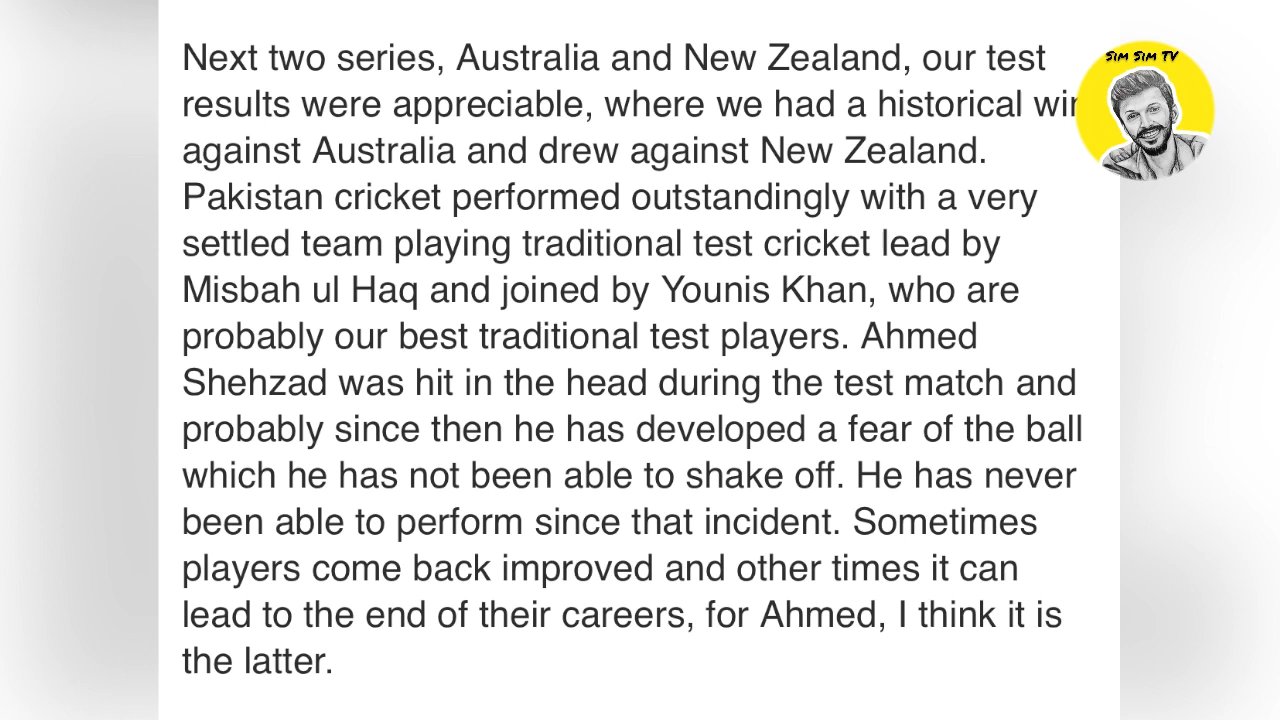 Next two series, Australia and New Zealand, our test
SiM SiM TV
results were appreciable, where we had a historical
against Australia and drew against New Zealand.
Pakistan cricket performed outstandingly with a very
settled team playing traditional test cricket lead by
Misbah ul Haq and joined by Younis Khan, who are
probably our best traditional test players. Ahmed
Shehzad was hit in the head during the test match and
probably since then he has developed a fear of the ball
which he has not been able to shake off. He has never
been able to perform since that incident. Sometimes
players come back improved and other times it can
lead to the end of their careers, for Ahmed, I think it is
the latter.